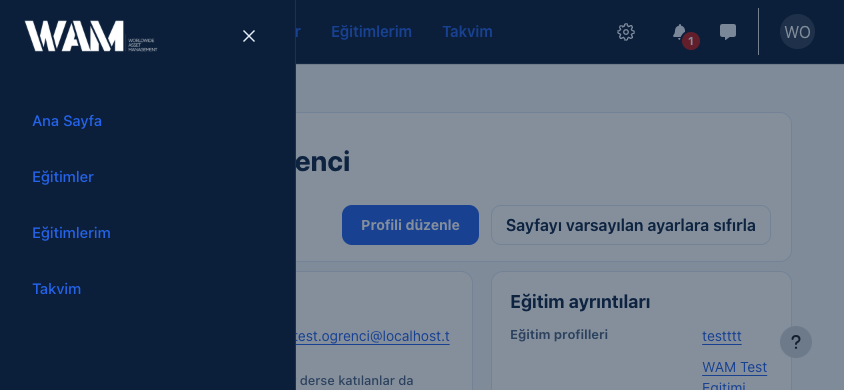 WAM
WORLDWIDE
ASSET
MANAGEMENT
Eğitimlerim
Takvim
1
WO
Ana Sayfa
Eğitimler
Eğitimlerim
Takvim
enci
Profili düzenle
Sayfayı varsayılan ayarlara sıfırla
Eğitim ayrıntıları
test.ogrenci@localhost.t
Eğitim profilleri
testttt
?
WAM Test
Eğitimi
derse katılanlar da